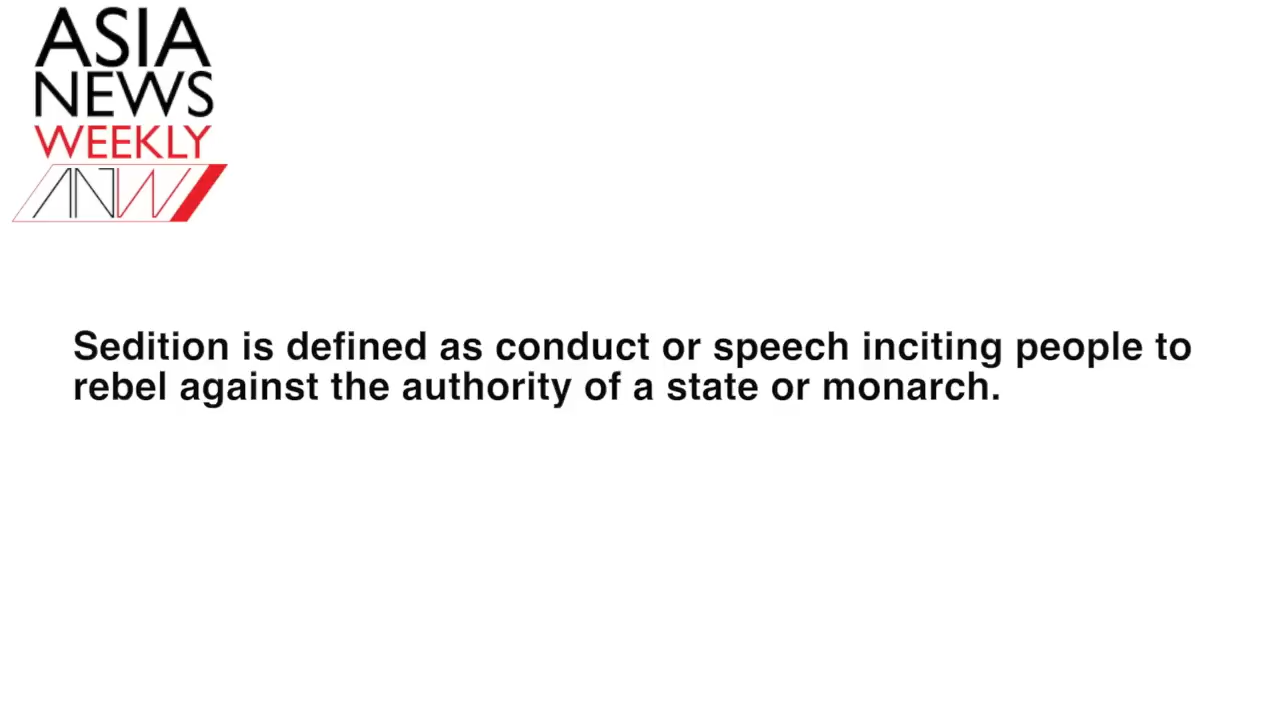 ASIA
NEWS
WEEKLY
ANW
Sedition is defined as conduct or speech inciting people to
rebel against the authority of a state or monarch.